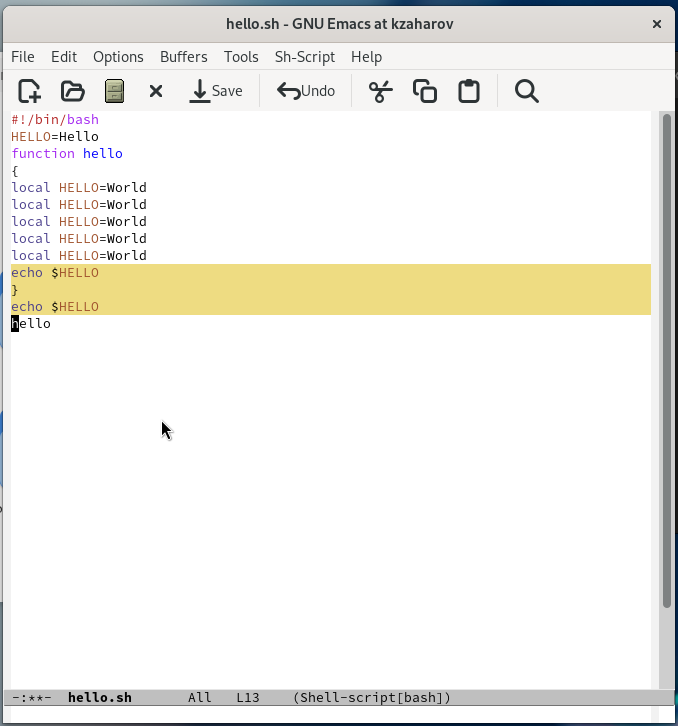 hello.sh - GNU Emacs at kzaharov
File Edit Options Buffers Tools Sh-Script Help
Save Undo
#!/bin/bash
HELLO=Hello
function hello
{
local HELLO=World
local HELLO=World
local HELLO=World
local HELLO=World
local HELLO=World
echo $HELLO
}
echo $HELLO
hello
-:**- hello.sh All L13 (Shell-script[bash])